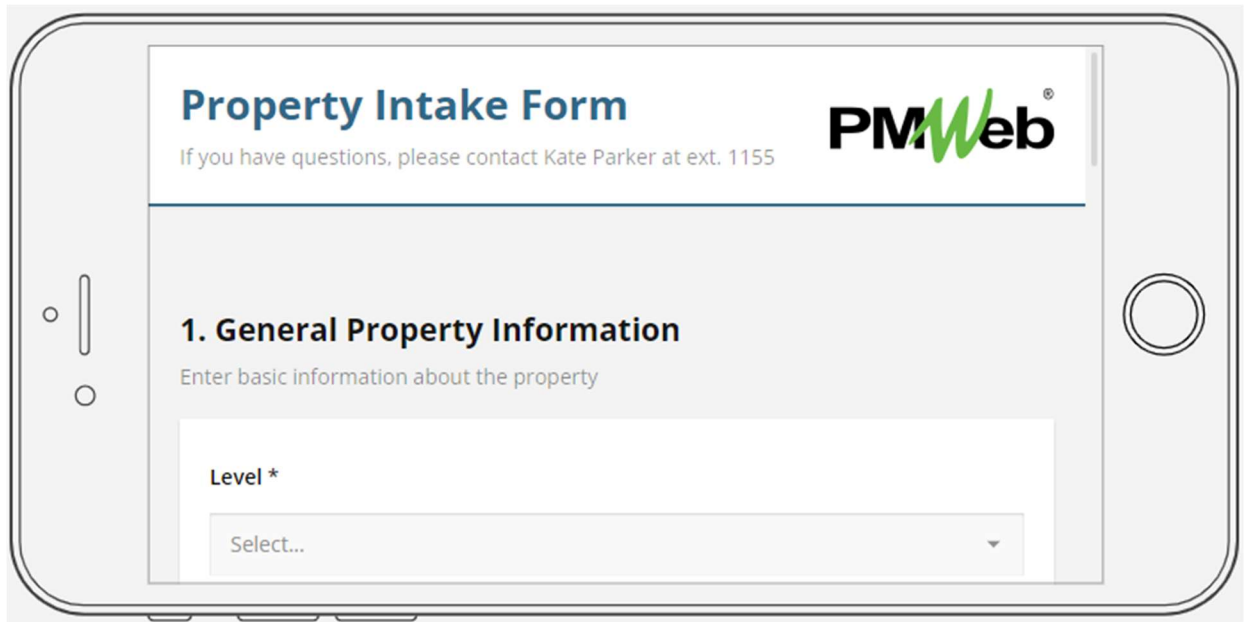 Property Intake Form
PMWeb®
If you have questions, please contact Kate Parker at ext. 1155
1. General Property Information
Enter basic information about the property
Level *
Select...